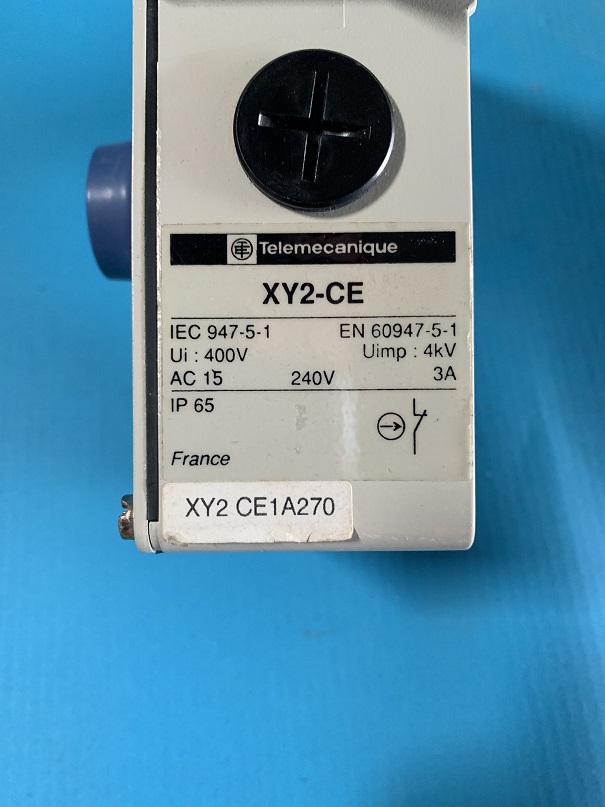 Telemecanique
XY2-CE
IEC 947-5-1 EN 60947-5-1
Ui : 400V Uimp : 4kV
AC 15 240V 3A
IP 65
France
XY2 CE1A270